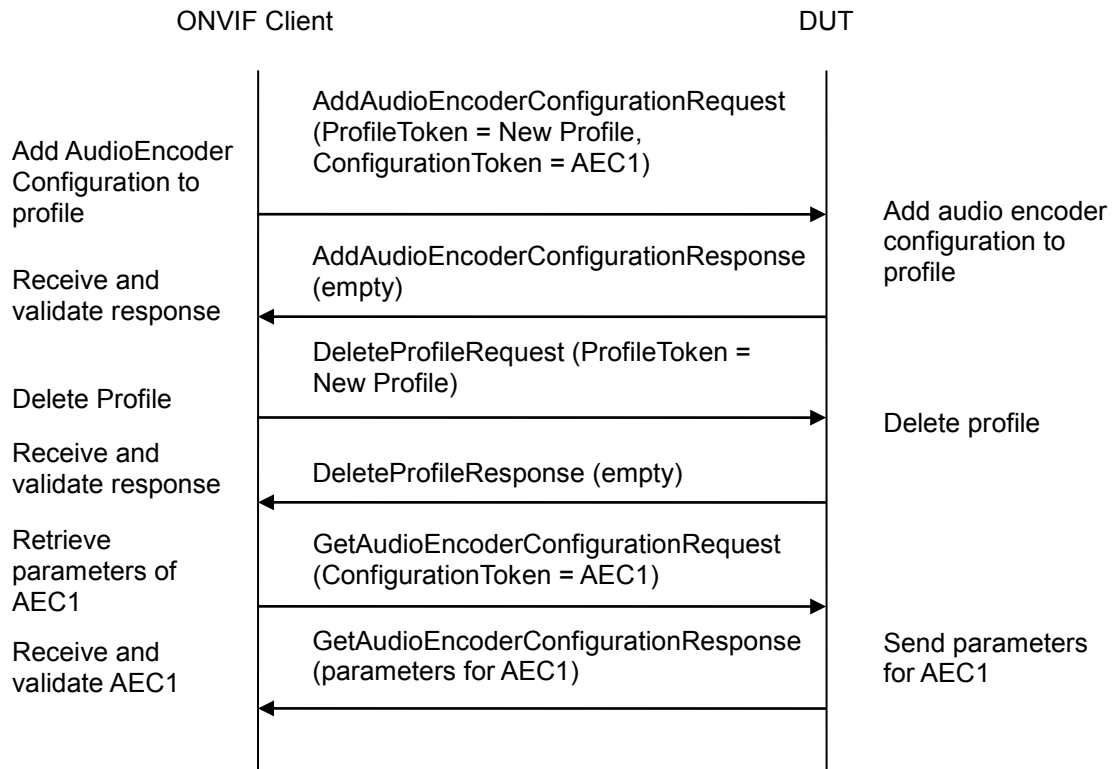 ONVIF Client
DUT
AddAudioEncoderConfigurationRequest
(ProfileToken = New Profile,
ConfigurationToken = AEC1)
Add AudioEncoder
Configuration to
profile
Add audio encoder
configuration to
profile
AddAudioEncoderConfigurationResponse
(empty)
Receive and
validate response
DeleteProfileRequest (ProfileToken =
New Profile)
Delete Profile
Delete profile
Receive and
validate response
DeleteProfileResponse (empty)
Retrieve
parameters of
AEC1
GetAudioEncoderConfigurationRequest
(ConfigurationToken = AEC1)
GetAudioEncoderConfigurationResponse
(parameters for AEC1)
Receive and
validate AEC1
Send parameters
for AEC1